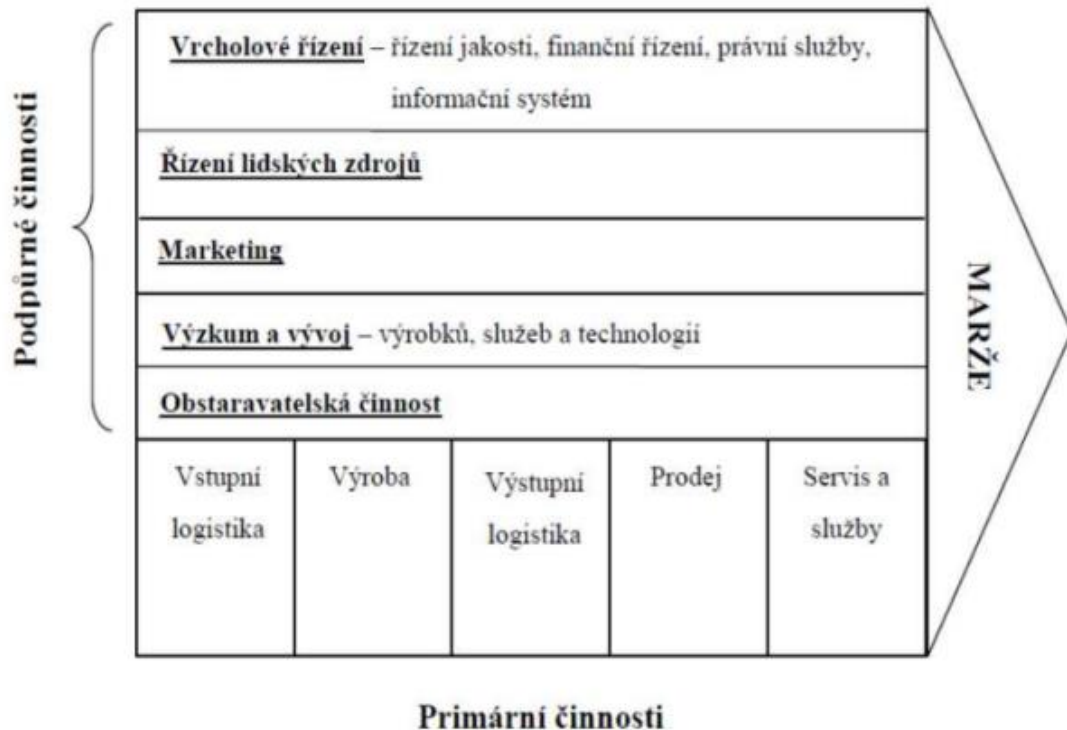 Podpůrné činnosti
Vrcholové řízení – řízení jakosti, finanční řízení, právní služby,
informační systém
Řízení lidských zdrojů
Marketing
Výzkum a vývoj – výrobků, služeb a technologií
Obstaravatelská činnost
Vstupní
logistika
Výroba
Výstupní
logistika
Prodej
Servis a
služby
MARŽE
Primární činnosti